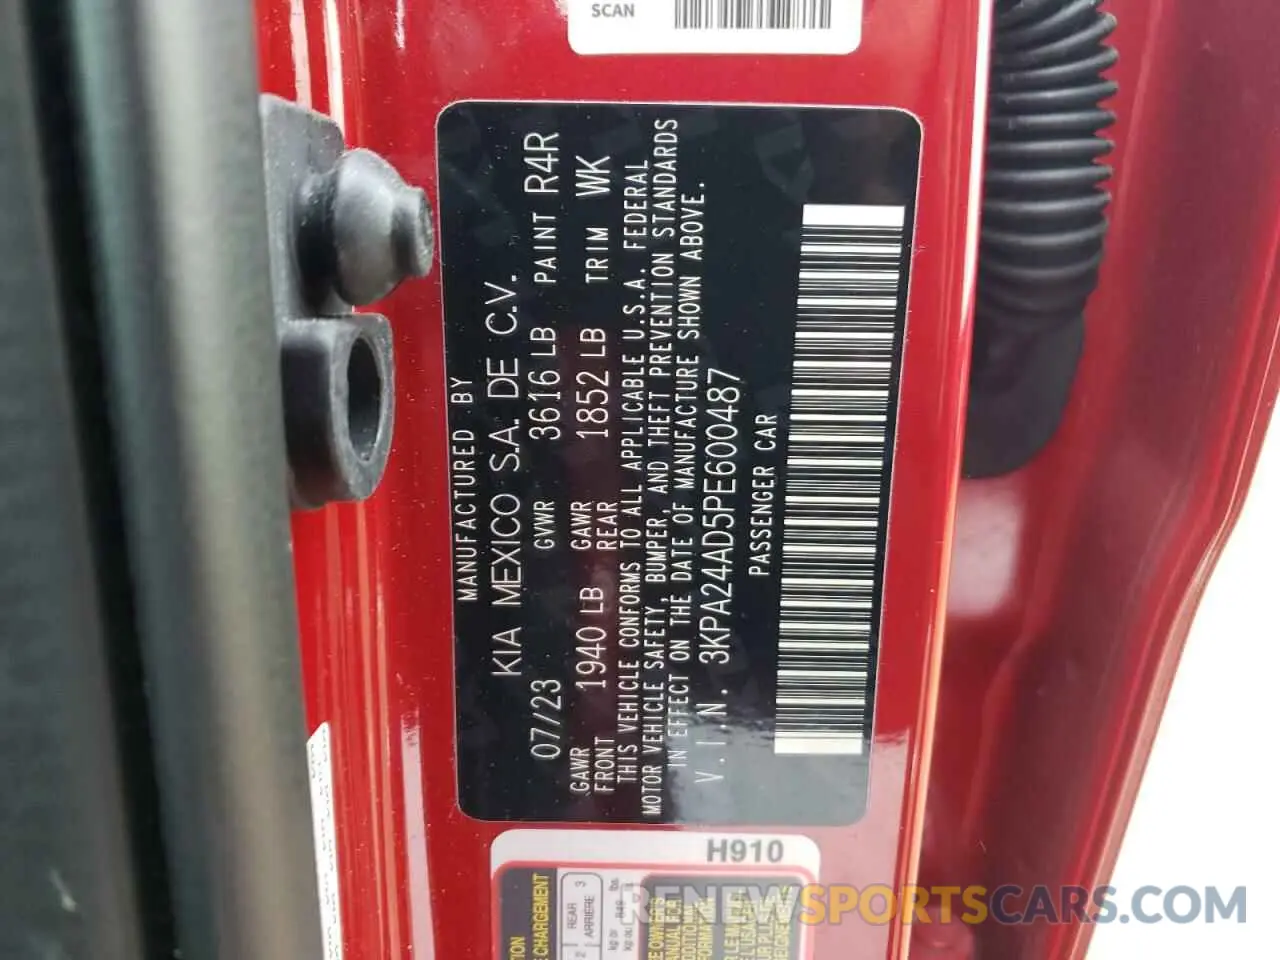 SCAN
MANUFACTURED BY
KIA MEXICO S.A. DE C.V.
07/23 GVWR 3616 LB PAINT R4R
GAWR FRONT 1940 LB GAWR REAR 1852 LB TRIM WK
THIS VEHICLE CONFORMS TO ALL APPLICABLE U.S.A. FEDERAL
MOTOR VEHICLE SAFETY, BUMPER, AND THEFT PREVENTION STANDARDS
IN EFFECT ON THE DATE OF MANUFACTURE SHOWN ABOVE.
V.I.N. 3KPA24AD5PE600487
PASSENGER CAR
H910
CHARGEMENT
REAR 3
2 ARRIÈRE
RENEWSPORTSCARS.COM